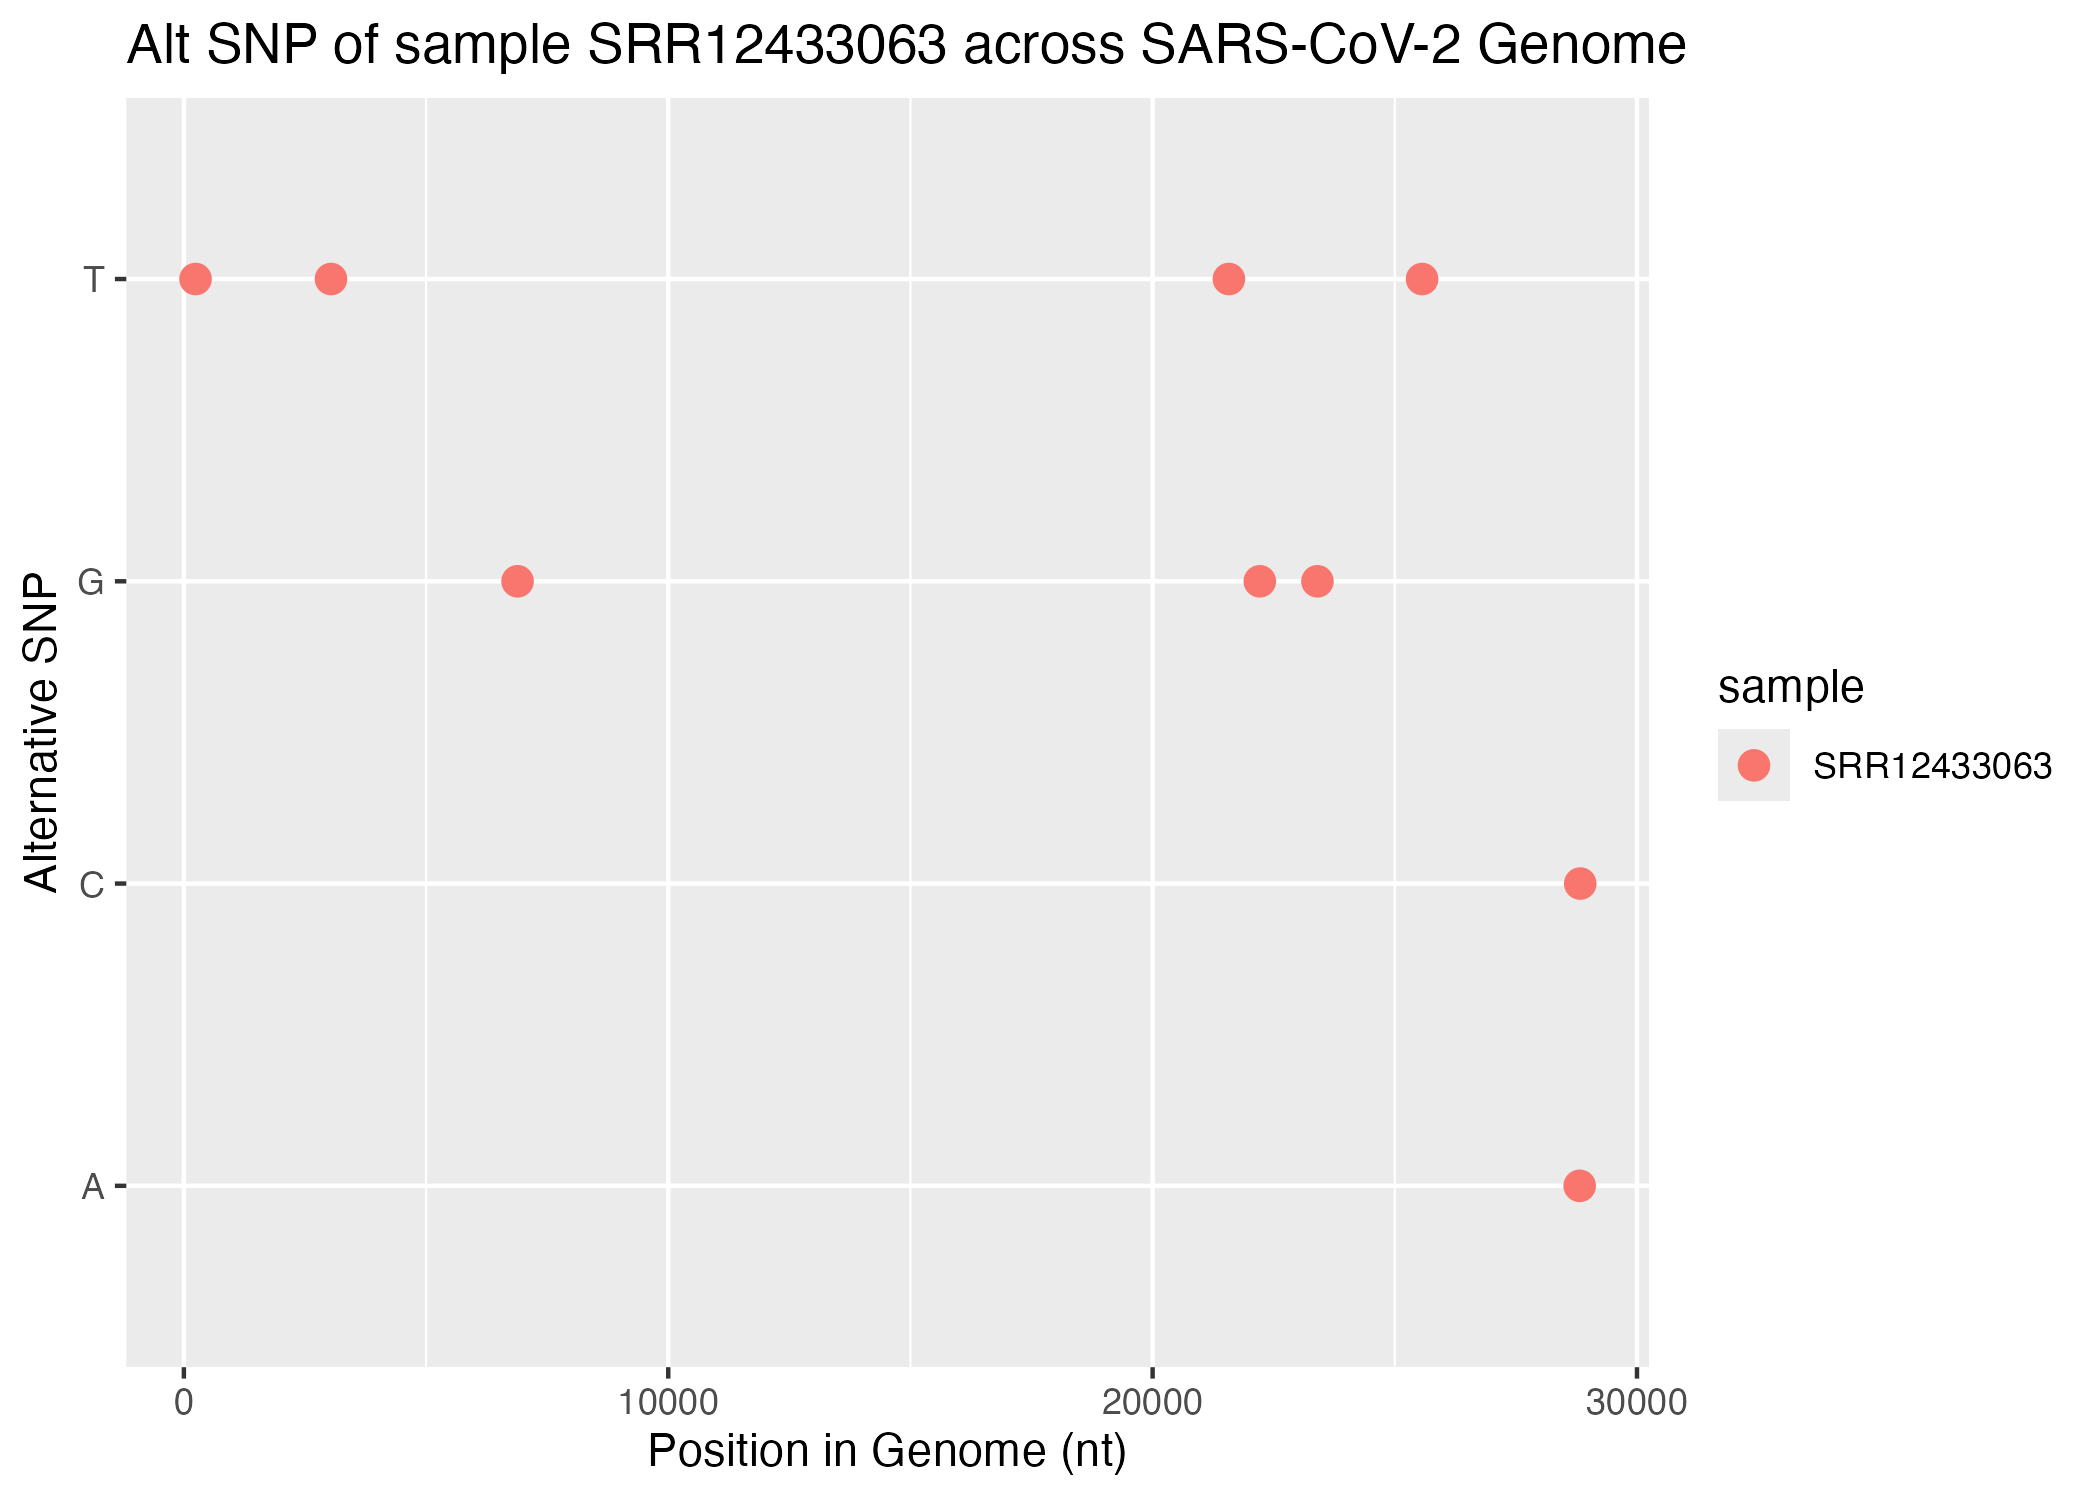 Alt SNP of sample SRR12433063 across SARS-CoV-2 Genome
Alternative SNP
T
G
C
A
0
10000
20000
30000
Position in Genome (nt)
sample
SRR12433063